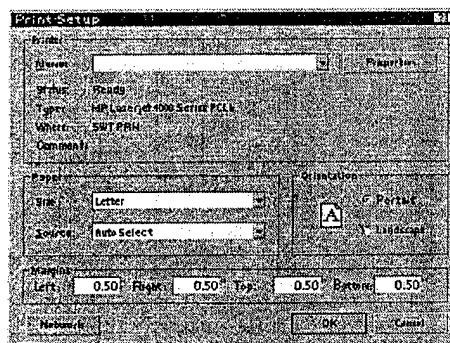 Print Setup
Printer
Name:
Properties
Status: Ready
Type: HP LaserJet 4000 Series PCL 6
Where:
Comment:
Paper
Size: Letter
Source: Auto Select
Orientation
A
Portrait
Landscape
Margins
Left: 0.50 Right: 0.50 Top: 0.50 Bottom: 0.50
Network
OK
Cancel